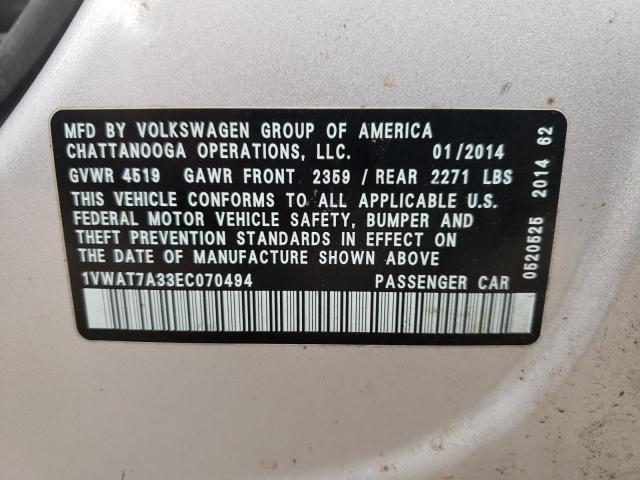 MFD BY VOLKSWAGEN GROUP OF AMERICA
CHATTANOOGA OPERATIONS, LLC. 01/2014
GVWR 4519 GAWR FRONT 2359 / REAR 2271 LBS
THIS VEHICLE CONFORMS TO ALL APPLICABLE U.S.
FEDERAL MOTOR VEHICLE SAFETY, BUMPER AND
THEFT PREVENTION STANDARDS IN EFFECT ON
THE DATE OF MANUFACTURE SHOWN ABOVE.
1VWAT7A33EC070494 PASSENGER CAR
0520525 2014 62